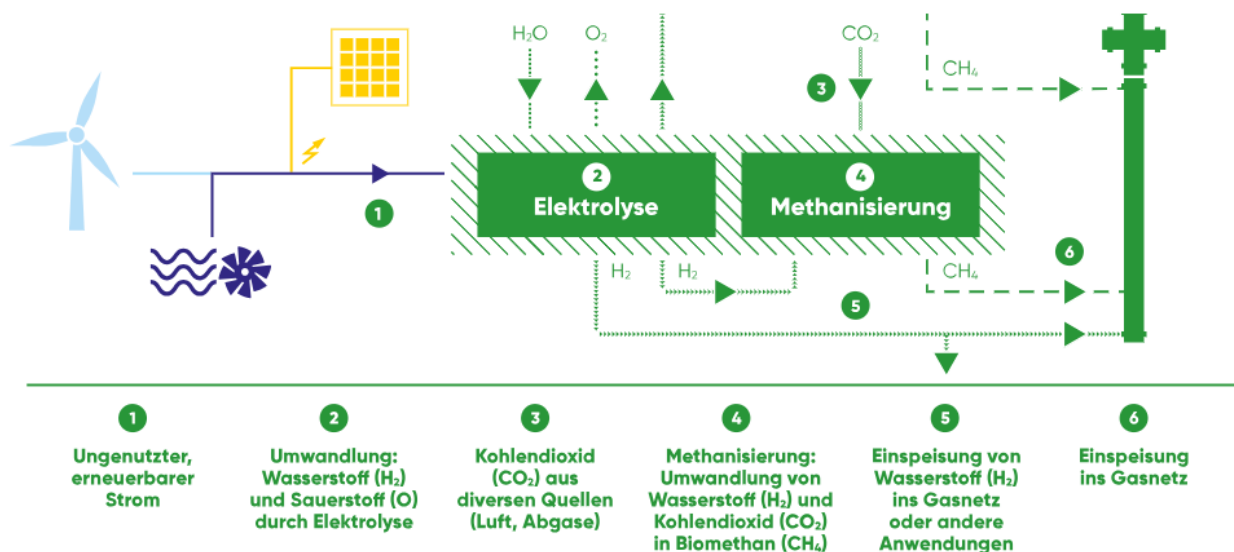 H₂O
O₂
CO₂
CH₄
3
2
Elektrolyse
4
Methanisierung
1
H₂
H₂
CH₄
6
5
1
Ungenutzter,
erneuerbarer
Strom
2
Umwandlung:
Wasserstoff (H₂)
und Sauerstoff (O)
durch Elektrolyse
3
Kohlendioxid
(CO₂) aus
diversen Quellen
(Luft, Abgase)
4
Methanisierung:
Umwandlung von
Wasserstoff (H₂) und
Kohlendioxid (CO₂)
in Biomethan (CH₄)
5
Einspeisung von
Wasserstoff (H₂)
ins Gasnetz
oder andere
Anwendungen
6
Einspeisung
ins Gasnetz